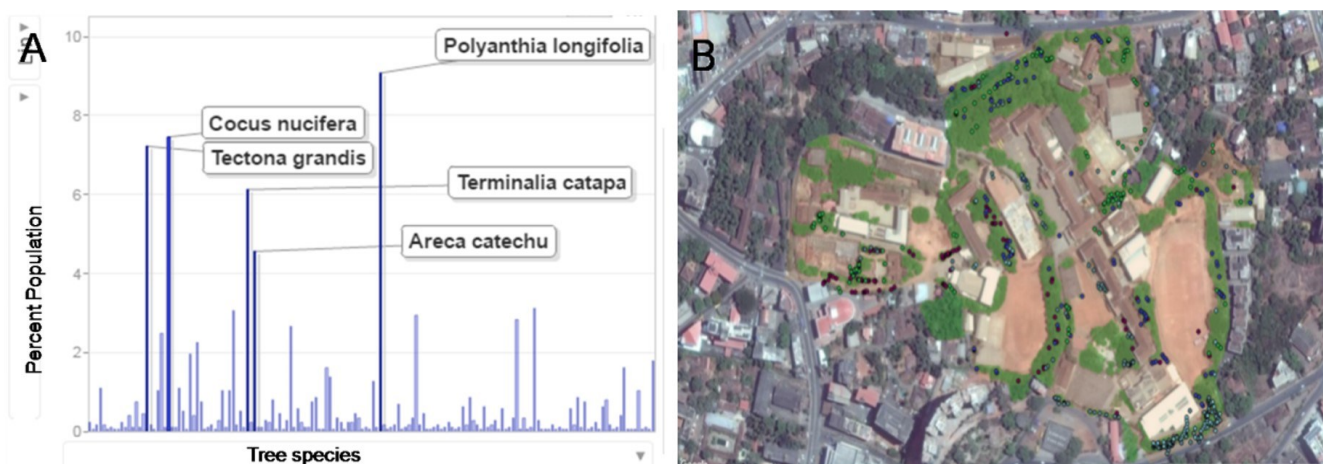 A
10
8
6
4
2
0
Percent Population
Polyanthia longifolia
Cocus nucifera
Tectona grandis
Terminalia catapa
Areca catechu
Tree species
B